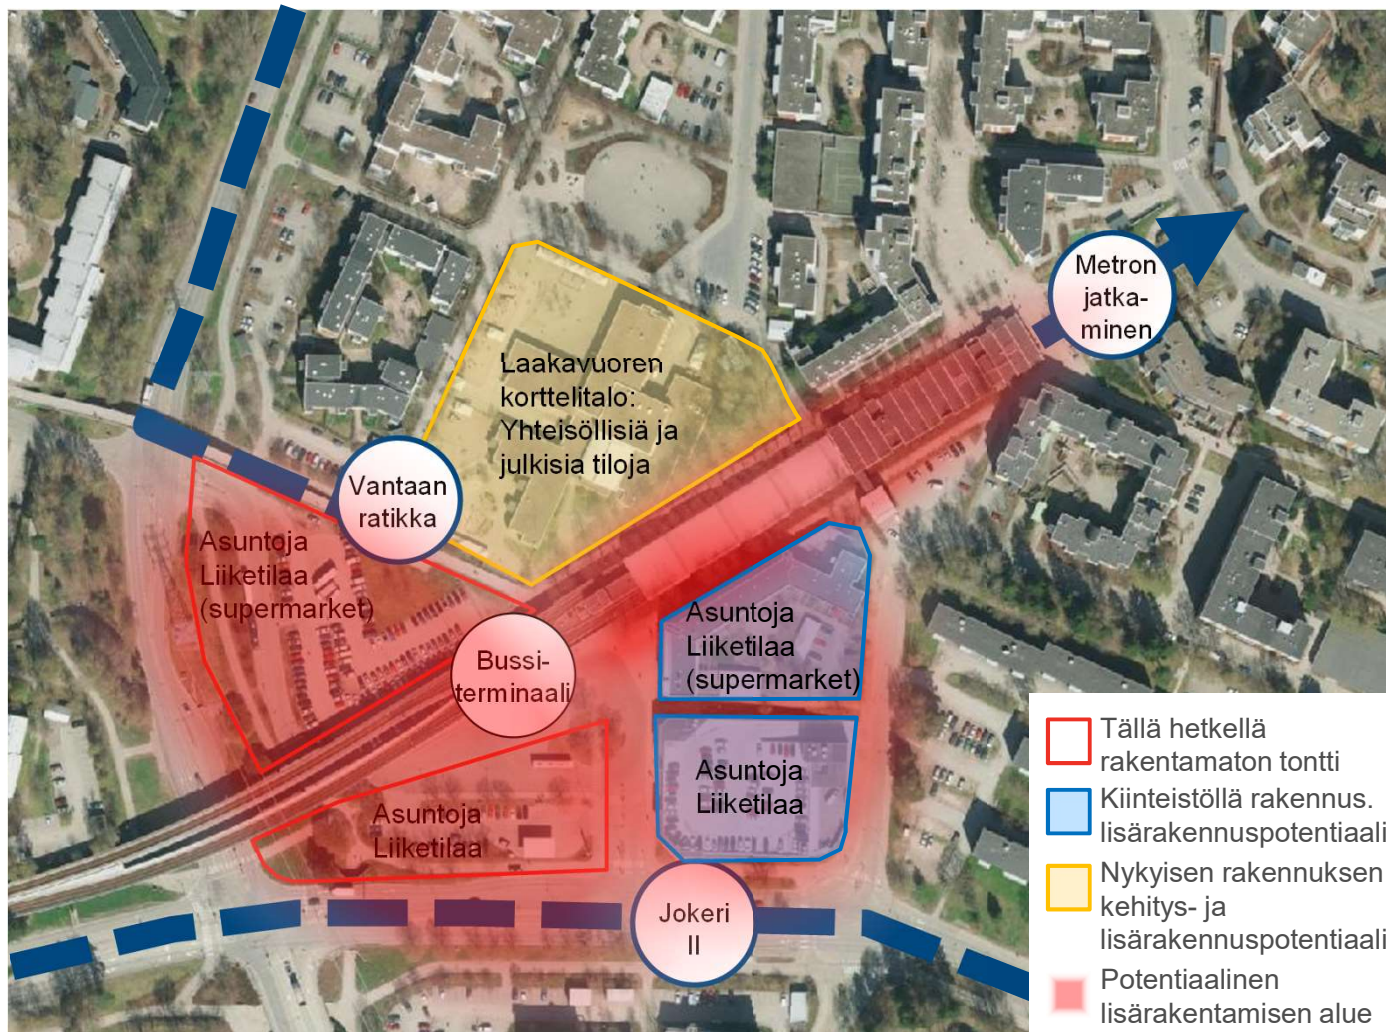 Metron
jatka-
minen
Laakavuoren
korttelitalo:
Yhteisöllisiä ja
julkisia tiloja
Vantaan
ratikka
Asuntoja
Liiketilaa
(supermarket)
Bussi-
terminaali
Asuntoja
Liiketilaa
(supermarket)
Asuntoja
Liiketilaa
Asuntoja
Liiketilaa
Jokeri
II
Tällä hetkellä
rakentamaton tontti
Kiinteistöllä rakennus.
lisärakennuspotentiaali
Nykyisen rakennuksen
kehitys- ja
lisärakennuspotentiaali
Potentiaalinen
lisärakentamisen alue